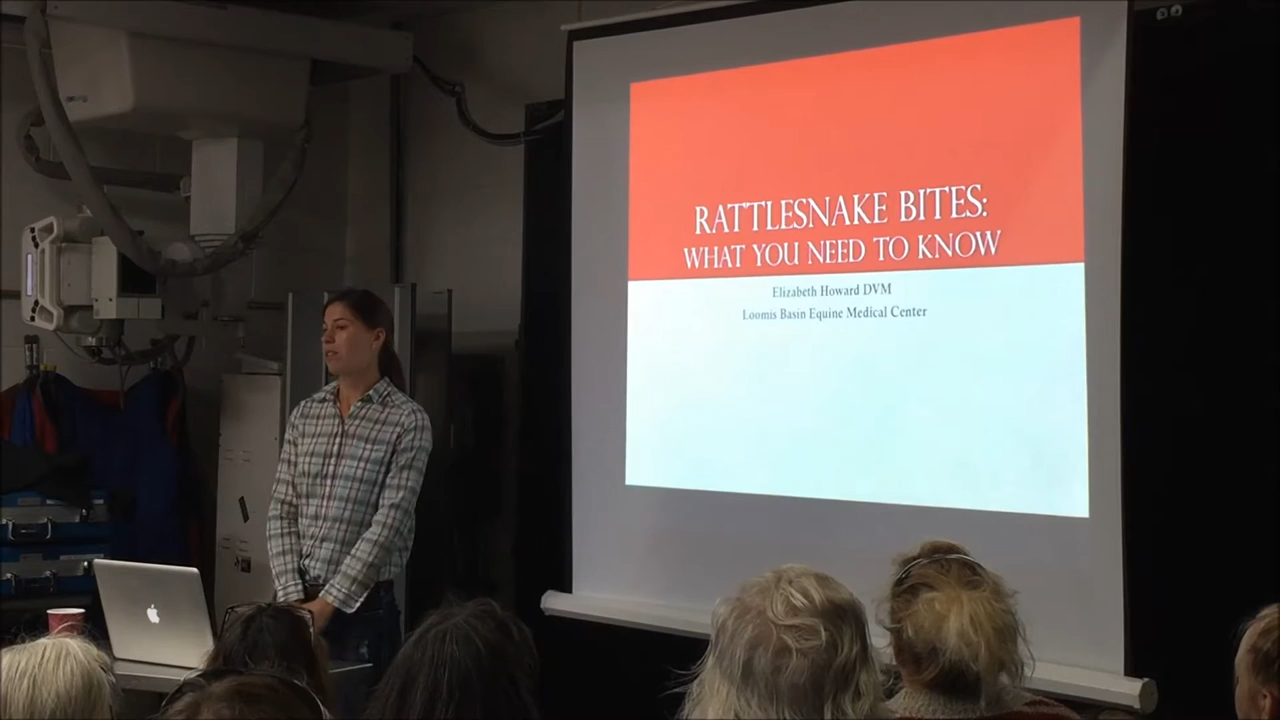 RATTLESNAKE BITES:
WHAT YOU NEED TO KNOW
Elizabeth Howard DVM
Loomis Basin Equine Medical Center